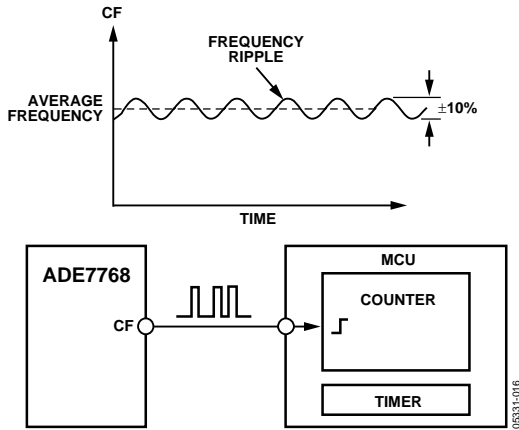 CF
FREQUENCY
RIPPLE
AVERAGE
FREQUENCY
±10%
TIME
ADE7768
CF
MCU
COUNTER
TIMER
05331-016